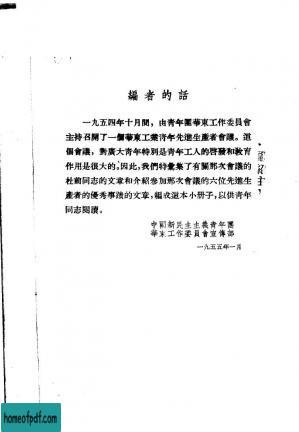 編者的話
一九五四年十月間，由青年團華東工作委員會
主持召開了一個華東工業青年先進生產者會議。這
個會議，對廣大青年特別是青年工人的啓發和教育
作用是很大的。因此，我們特彙集了有關那次會議的
杜前同志的文章和介紹參加那次會議的六位先進生
產者的優秀事蹟的文章，編成這本小册子，以供青年
同志閱讀。
中國新民主主義青年團
華東工作委員會宣傳部
一九五五年一月
homeofpdf.com